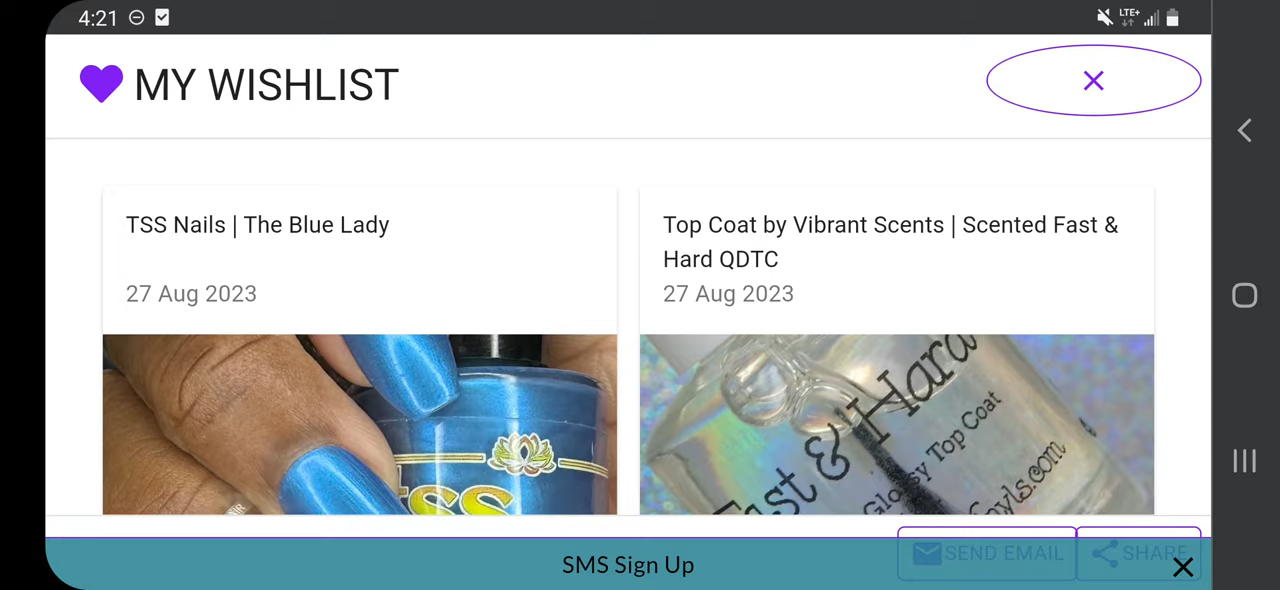 4:21
LTE+
MY WISHLIST
TSS Nails | The Blue Lady
27 Aug 2023
Top Coat by Vibrant Scents | Scented Fast &
Hard QDTC
27 Aug 2023
TSS
Fast & Hard
Glossy Top Coat
SEND EMAIL
SHARE
SMS Sign Up